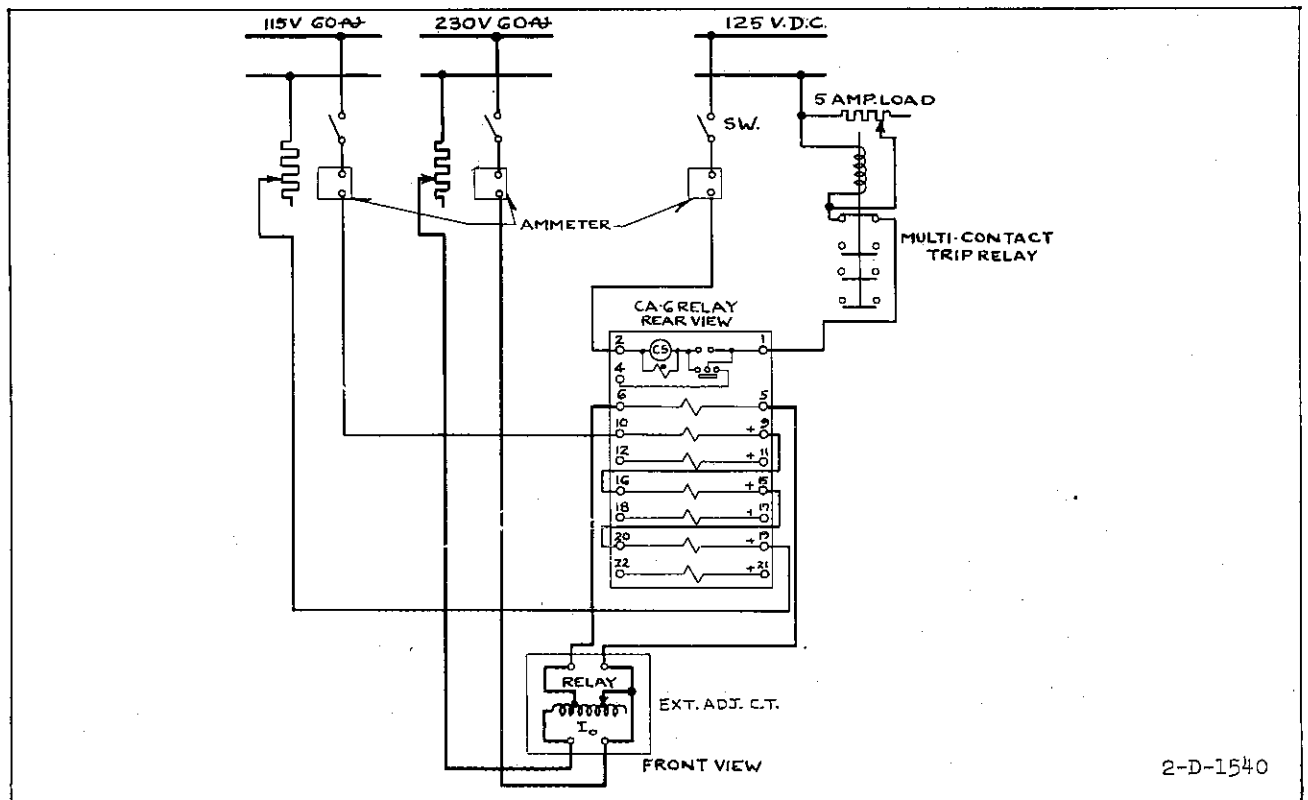 115V 60~
230V 60~
125 V.D.C.
5 AMP. LOAD
SW.
AMMETER
MULTI-CONTACT
TRIP RELAY
CA-6 RELAY
REAR VIEW
2
CS
1
4
6
5
10
+ 9
12
+ 11
16
+ 15
18
+ 17
20
+ 19
22
+ 21
RELAY
I₀
EXT. ADJ. C.T.
FRONT VIEW
2-D-1540